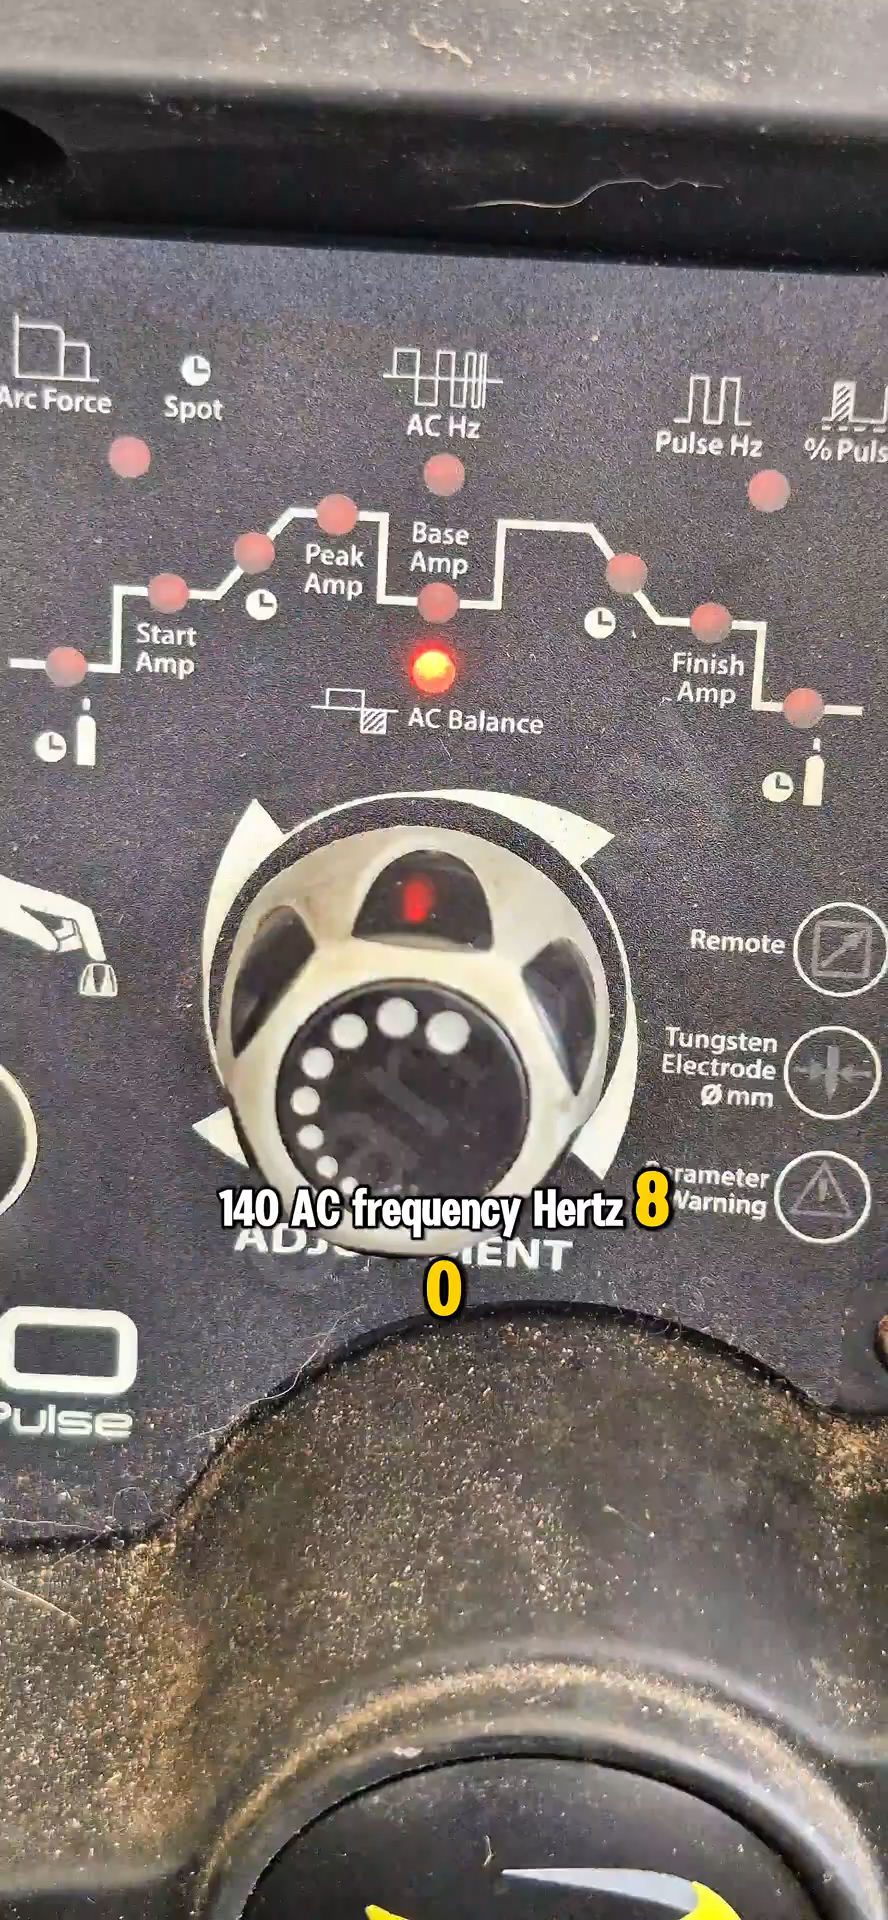 Arc Force
Spot
AC Hz
Pulse Hz
% Puls
Base
Amp
Peak
Amp
Start
Amp
Finish
Amp
AC Balance
Remote
Tungsten
Electrode
Ø mm
Warning
140 AC frequency Hertz 8
0
Pulse